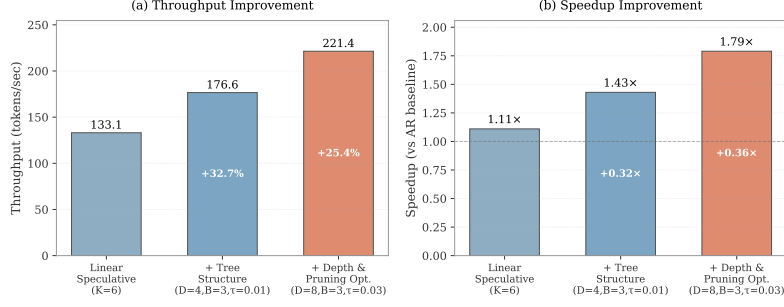 (a) Throughput Improvement
Throughput (tokens/sec)
250
200
150
100
50
0
133.1
176.6
221.4
+32.7%
+25.4%
Linear
Speculative
(K=6)
+ Tree
Structure
(D=4,B=3,τ=0.01)
+ Depth &
Pruning Opt.
(D=8,B=3,τ=0.03)
(b) Speedup Improvement
Speedup (vs AR baseline)
2.00
1.75
1.50
1.25
1.00
0.75
0.50
0.25
0.00
1.11×
1.43×
1.79×
+0.32×
+0.36×
Linear
Speculative
(K=6)
+ Tree
Structure
(D=4,B=3,τ=0.01)
+ Depth &
Pruning Opt.
(D=8,B=3,τ=0.03)